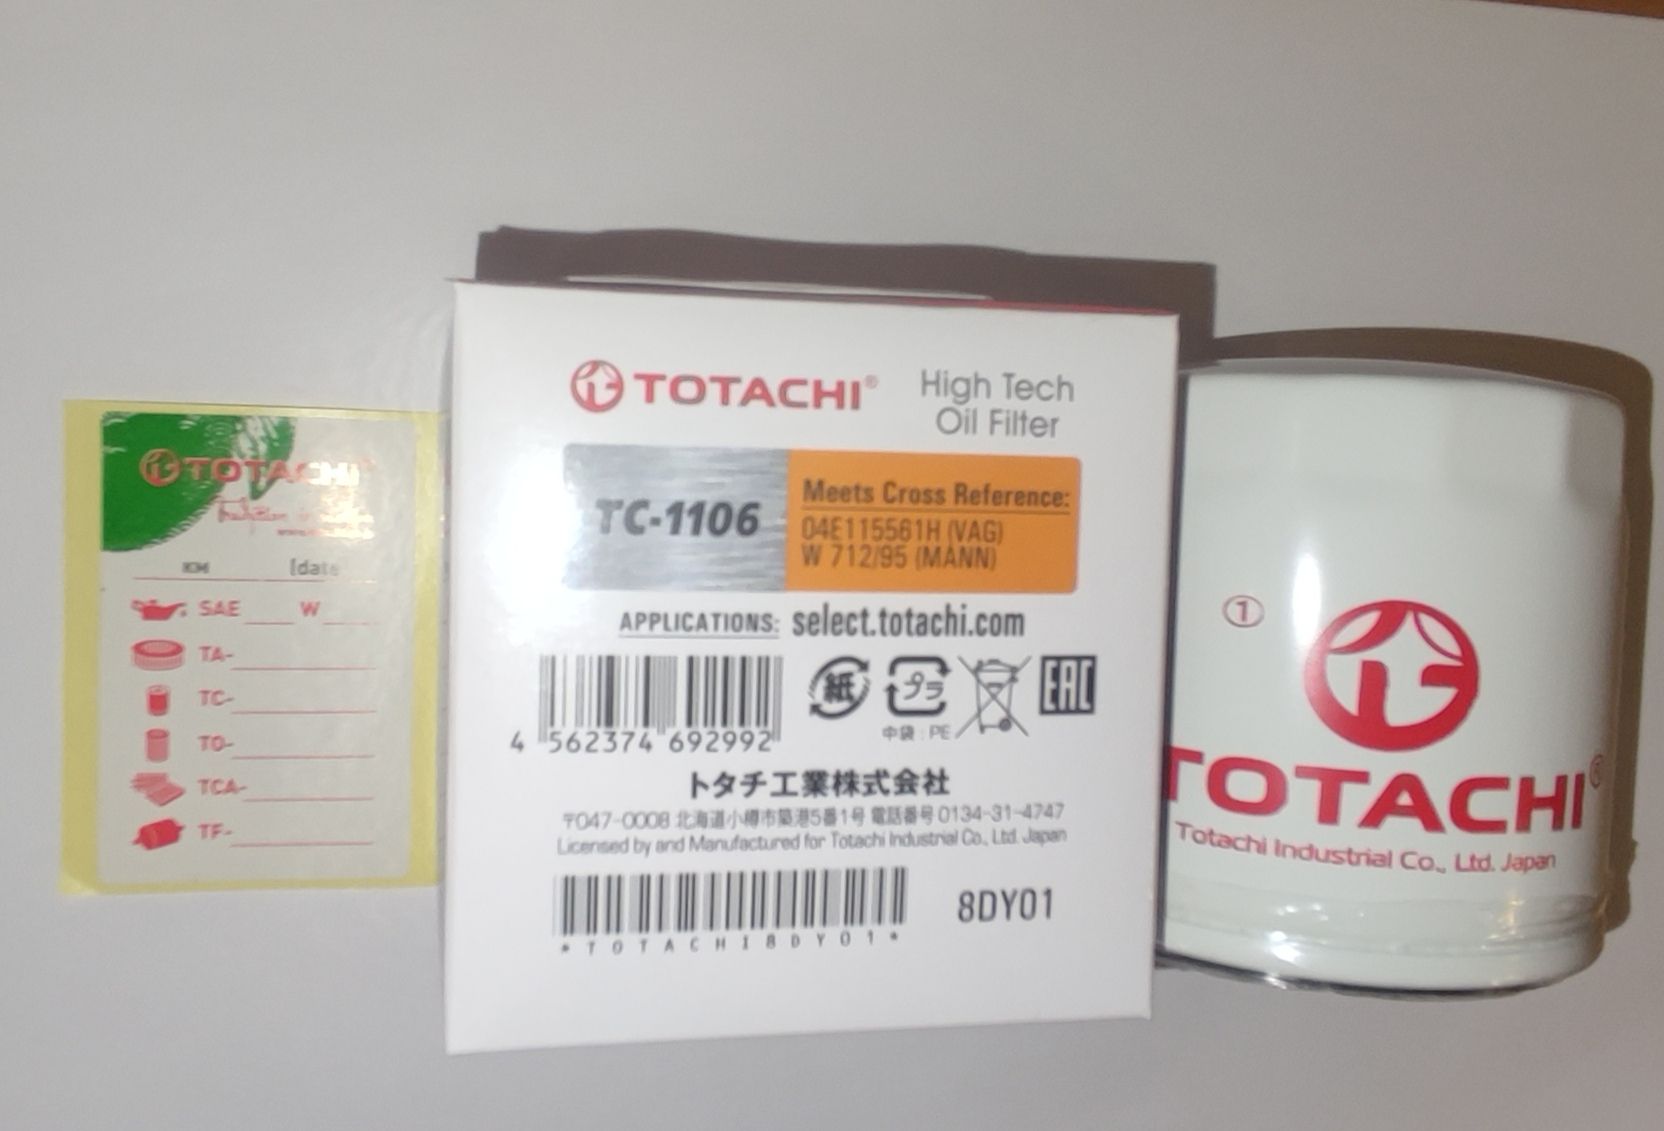 TOTACHI
KM (date
SAE W
TA-
TC-
TO-
TCA-
TF-
TOTACHI®
High Tech
Oil Filter
TC-1106
Meets Cross Reference:
04E115561H (VAG)
W 712/95 (MANN)
APPLICATIONS: select.totachi.com
紙
プラ
中袋:PE
EAC
4 562374 692992
トタチ工業株式会社
〒047-0008 北海道小樽市築港5番1号 電話番号 0134-31-4747
Licensed by and Manufactured for Totachi Industrial Co., Ltd. Japan
*TOTACHI8DY01*
8DY01
①
TOTACHI®
Totachi Industrial Co., Ltd. Japan